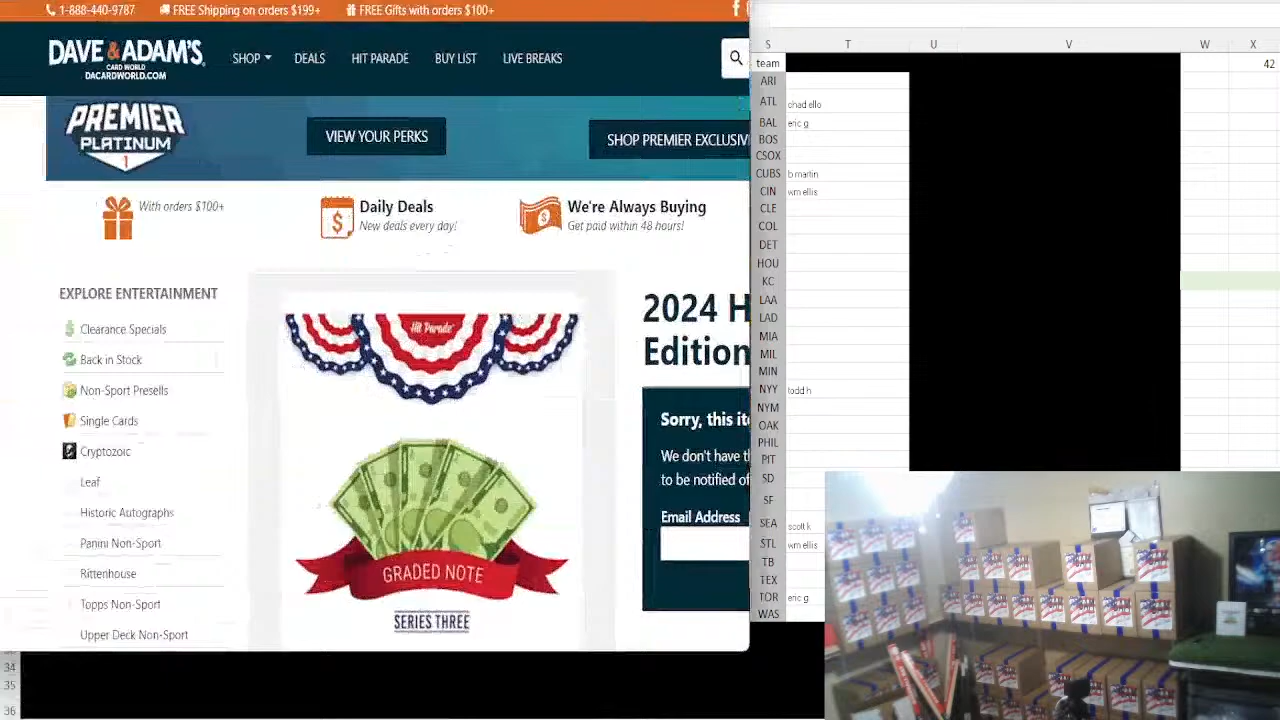 1-888-440-9787
FREE Shipping on orders $199+
FREE Gifts with orders $100+
DAVE & ADAM'S
CARD WORLD
DACARDWORLD.COM
SHOP
DEALS
HIT PARADE
BUY LIST
LIVE BREAKS
PREMIER
PLATINUM
1
VIEW YOUR PERKS
SHOP PREMIER EXCLUSIV
With orders $100+
Daily Deals
New deals every day!
We're Always Buying
Get paid within 48 hours!
EXPLORE ENTERTAINMENT
Clearance Specials
Back in Stock
Non-Sport Presells
Single Cards
Cryptozoic
Leaf
Historic Autographs
Panini Non-Sport
Rittenhouse
Topps Non-Sport
Upper Deck Non-Sport
Hit Parade
GRADED NOTE
SERIES THREE
2024 H
Edition
Sorry, this it
We don't have t
to be notified of
Email Address
S T U V W X
team 42
ARI
ATL chad ello
BAL eric g
BOS
CSOX
CUBS b martin
CIN wm ellis
CLE
COL
DET
HOU
KC
LAA
LAD
MIA
MIL
MIN
NYY todd h
NYM
OAK
PHIL
PIT
SD
SF
SEA scott k
STL wm ellis
TB
TEX
TOR eric g
WAS
34
35
36